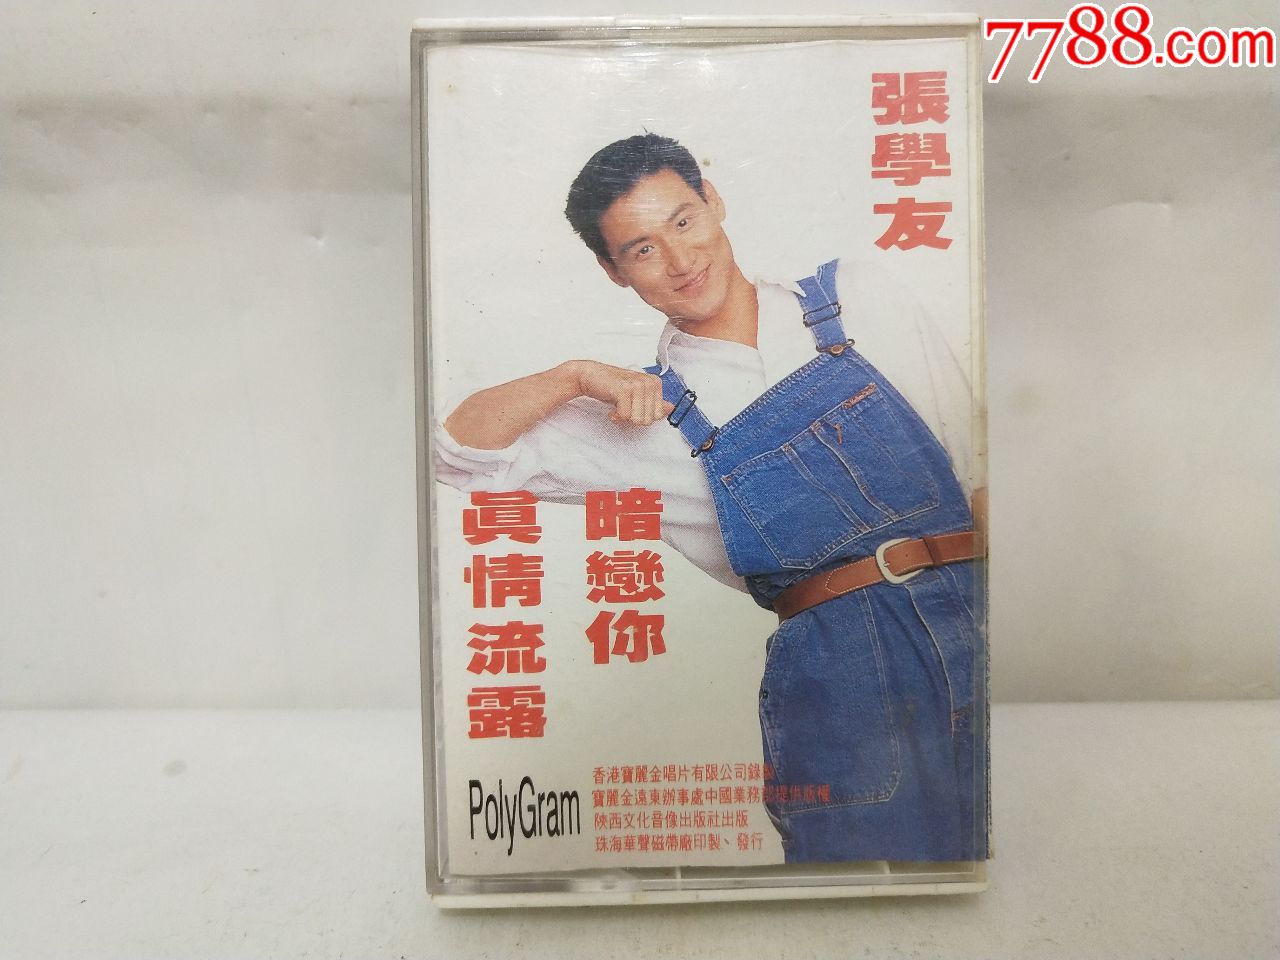 7788.com
張學友
暗戀你
眞情流露
PolyGram
香港寶麗金唱片有限公司錄製
寶麗金遠東辦事處中國業務部提供版權
陝西文化音像出版社出版
珠海華聲磁帶廠印製、發行